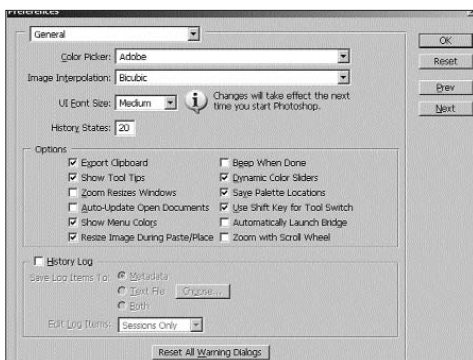 Preferences
General
OK
Color Picker: Adobe
Reset
Image Interpolation: Bicubic
Prev
UI Font Size: Medium
Changes will take effect the next
time you start Photoshop.
Next
History States: 20
Options
Export Clipboard
Beep When Done
Show Tool Tips
Dynamic Color Sliders
Zoom Resizes Windows
Save Palette Locations
Auto-Update Open Documents
Use Shift Key for Tool Switch
Show Menu Colors
Automatically Launch Bridge
Resize Image During Paste/Place
Zoom with Scroll Wheel
History Log
Save Log Items To: Metadata
Text File
Choose...
Both
Edit Log Items: Sessions Only
Reset All Warning Dialogs